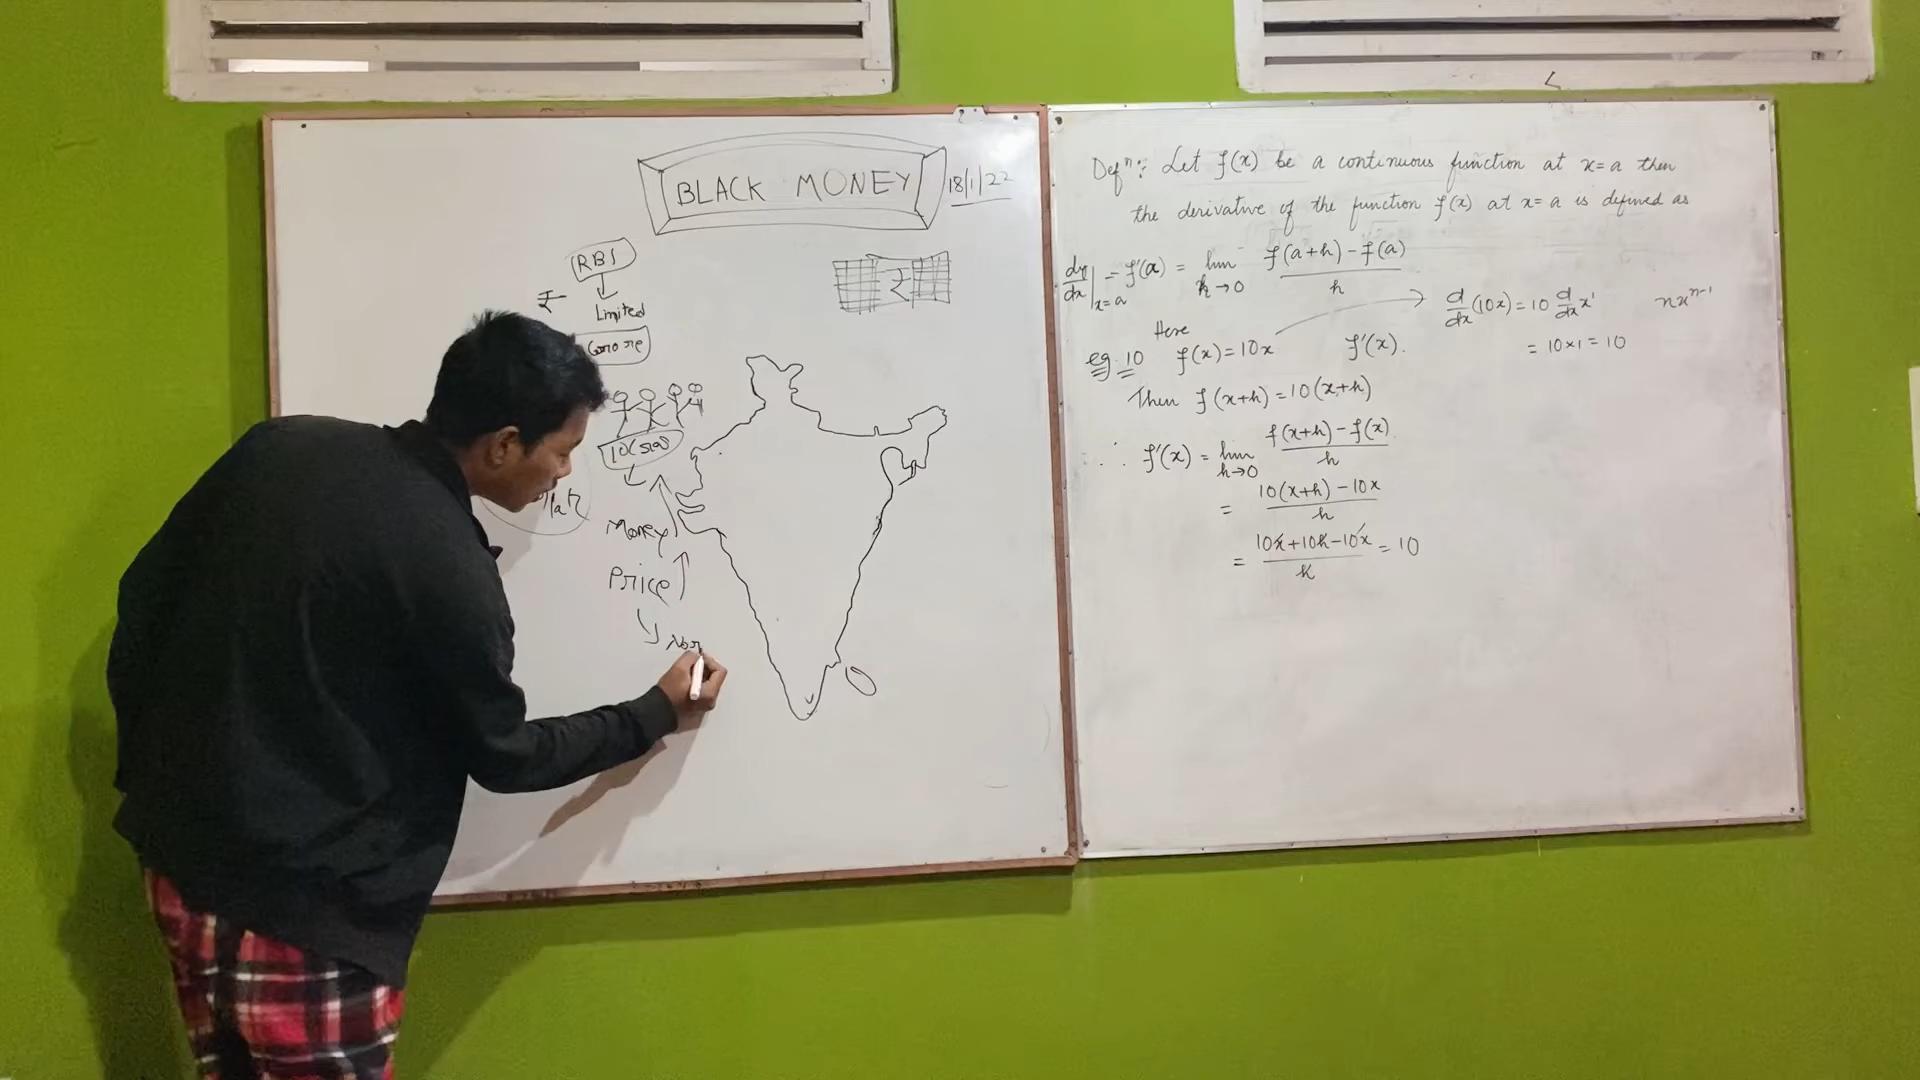 BLACK MONEY 18/1/22
RBI
₹
Limited
₹
Money
Price
Defⁿ: Let f(x) be a continuous function at x=a then
the derivative of the function f(x) at x=a is defined as
dy/dx|x=a = f'(a) = lim h→0 f(a+h)-f(a)/h
d/dx(10x) = 10 d/dx x¹ nxⁿ⁻¹
= 10×1 = 10
Here
eg. 10 f(x)=10x f'(x).
Then f(x+h)=10(x+h)
∴ f'(x) = lim h→0 f(x+h)-f(x)/h
= 10(x+h)-10x/h
= 10x+10h-10x/h = 10